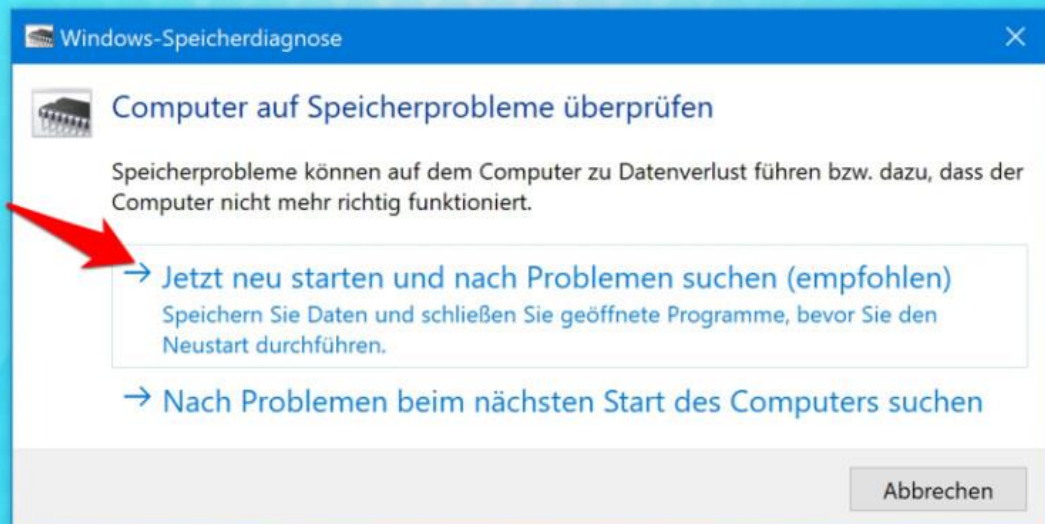 Windows-Speicherdiagnose
Computer auf Speicherprobleme überprüfen
Speicherprobleme können auf dem Computer zu Datenverlust führen bzw. dazu, dass der
Computer nicht mehr richtig funktioniert.
→ Jetzt neu starten und nach Problemen suchen (empfohlen)
Speichern Sie Daten und schließen Sie geöffnete Programme, bevor Sie den
Neustart durchführen.
→ Nach Problemen beim nächsten Start des Computers suchen
Abbrechen